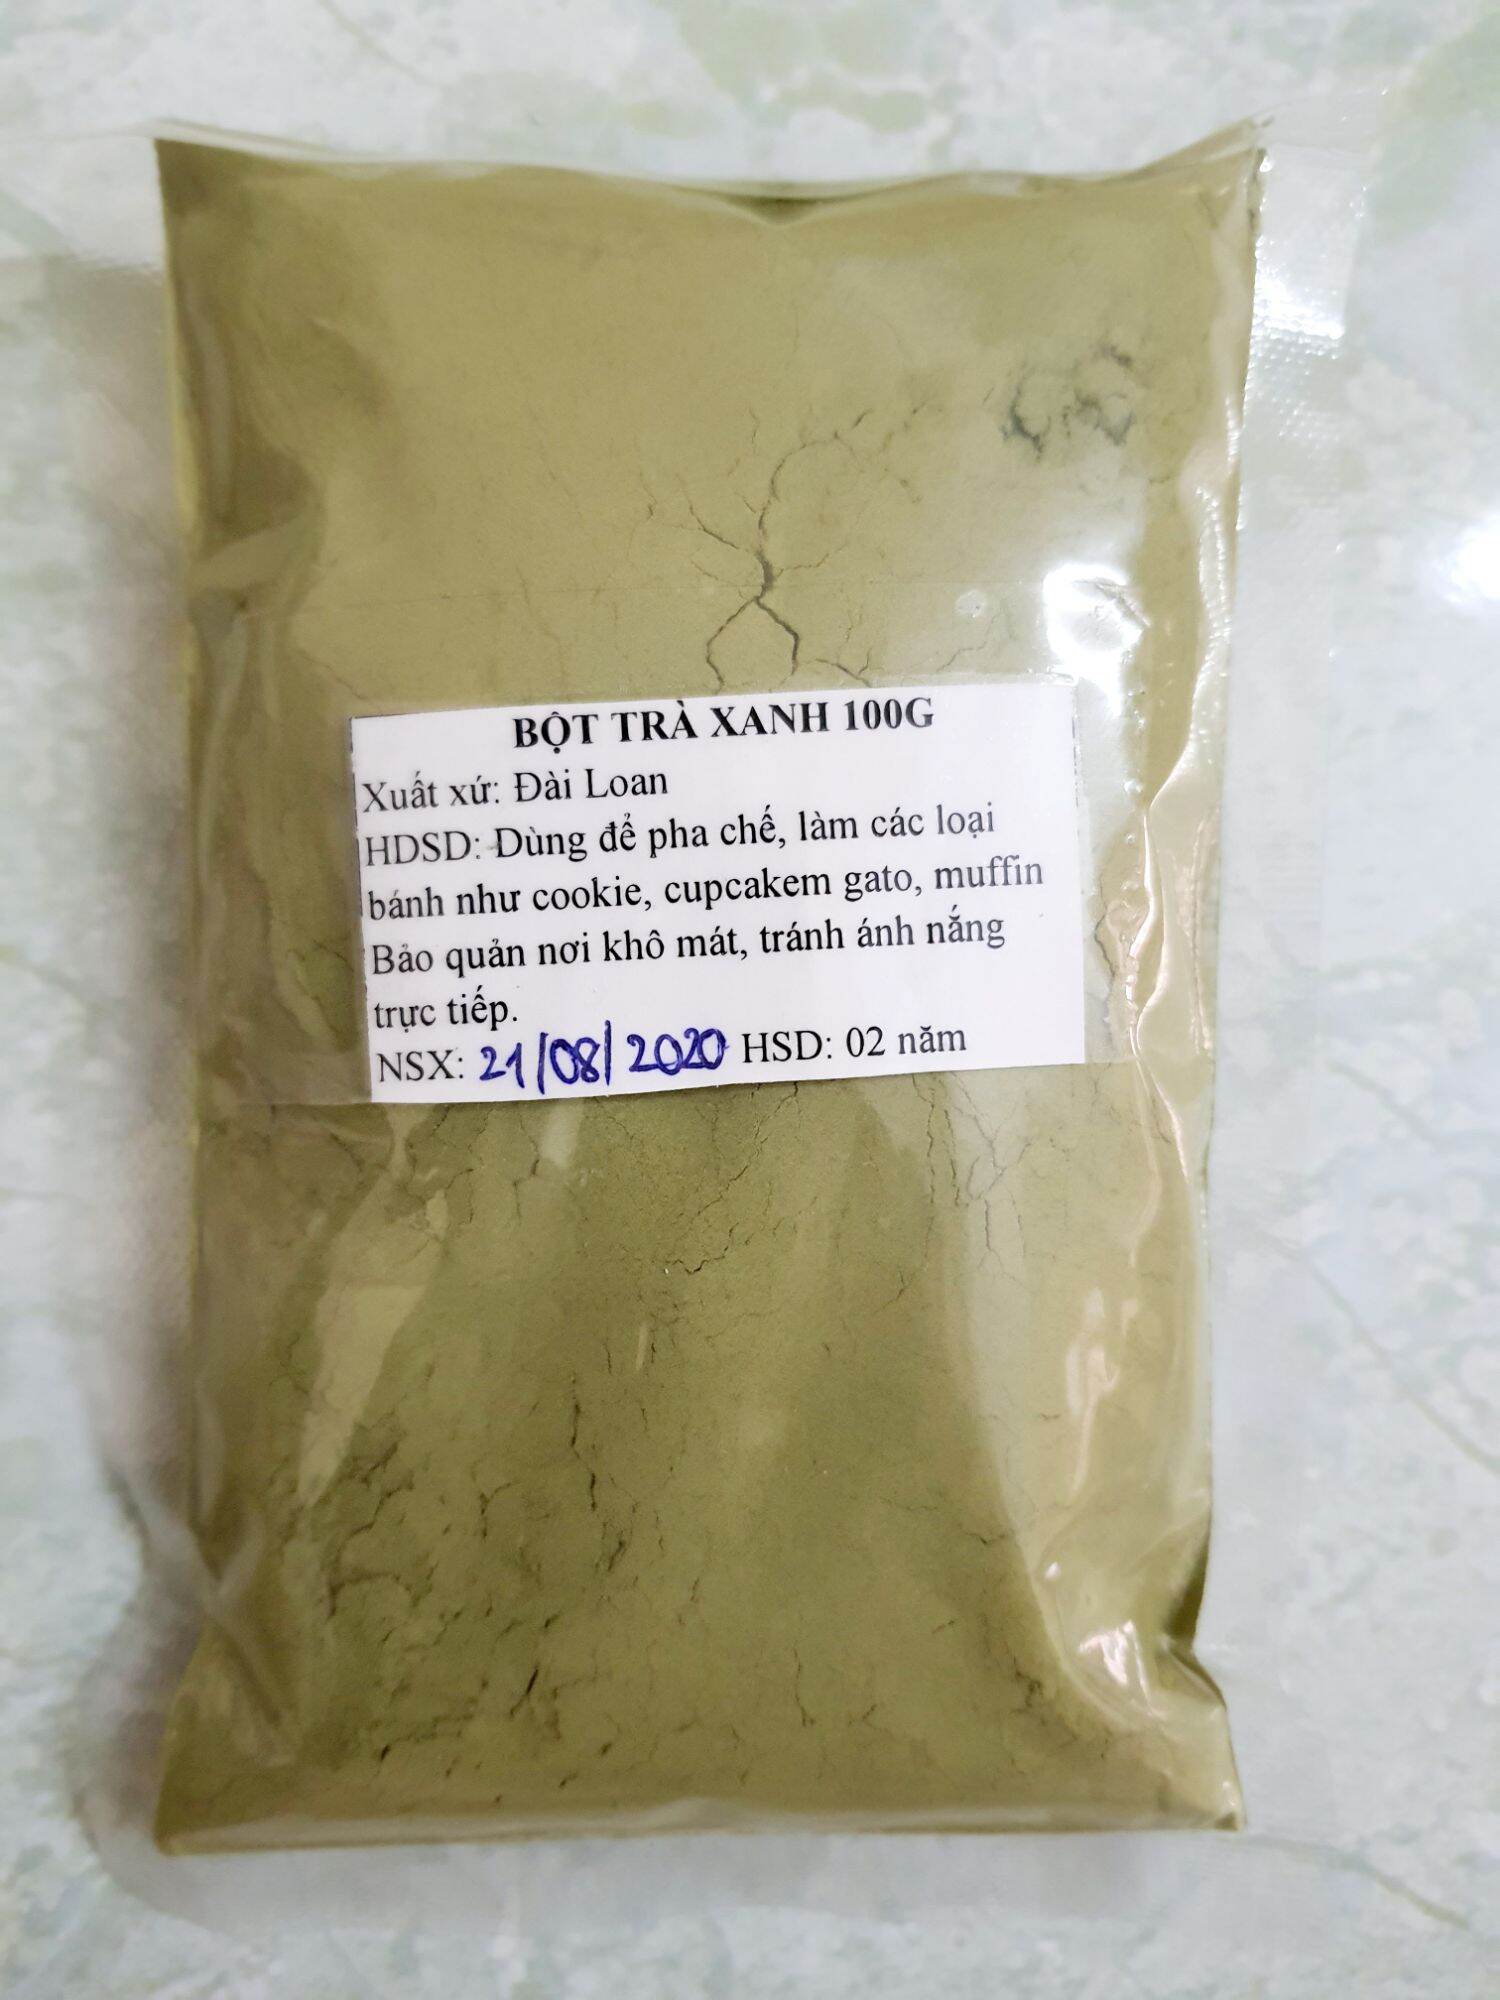 BỘT TRÀ XANH 100G
Xuất xứ: Đài Loan
HDSD: Dùng để pha chế, làm các loại
bánh như cookie, cupcakem gato, muffin
Bảo quản nơi khô mát, tránh ánh nắng
trực tiếp.
NSX: 21/08/2020 HSD: 02 năm